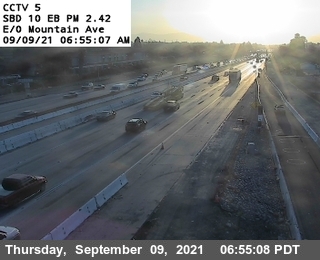 CCTV 5
SBD 10 EB PM 2.42
E/O Mountain Ave
09/09/21 06:55:07 AM
Thursday, September 09, 2021 06:55:08 PDT